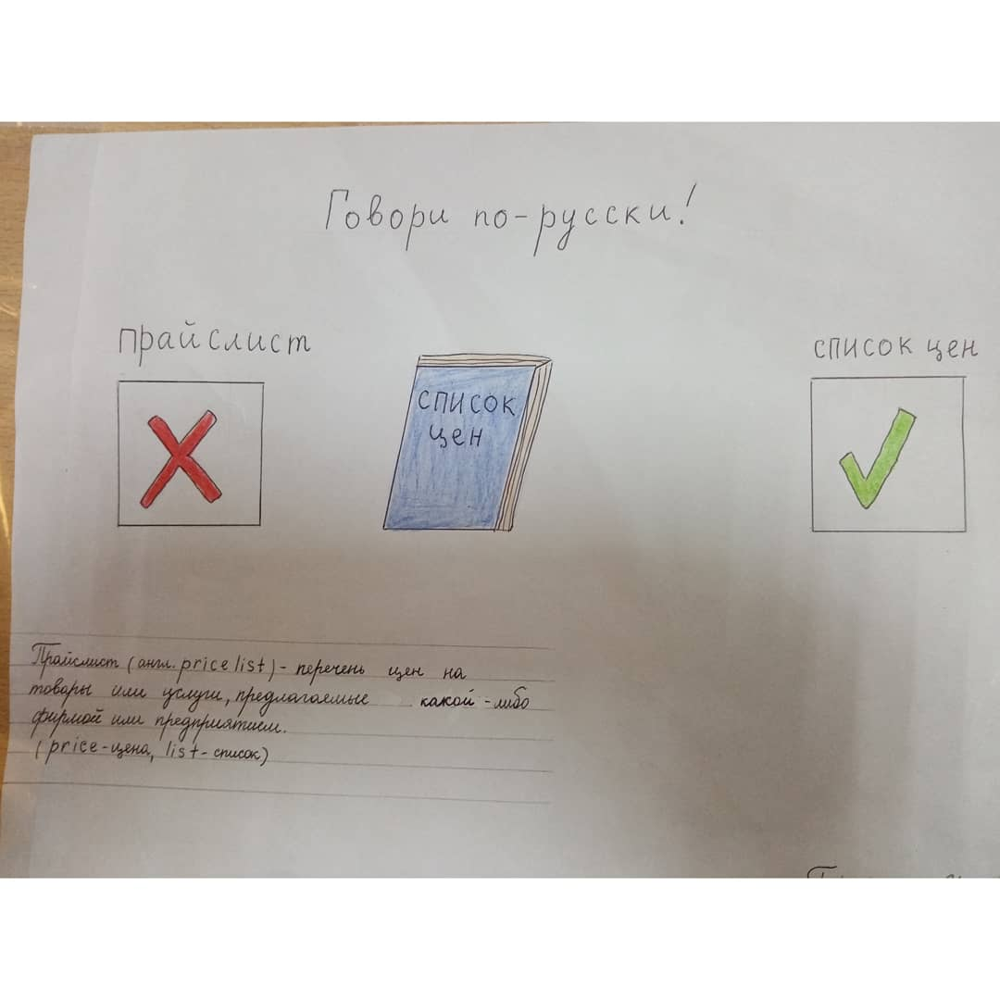 Говори по-русски!
прайслист
список цен
список
цен
Прайслист (англ. price list) - перечень цен на
товары или услуги, предлагаемые какой-либо
фирмой или предприятием.
(price-цена, list-список)